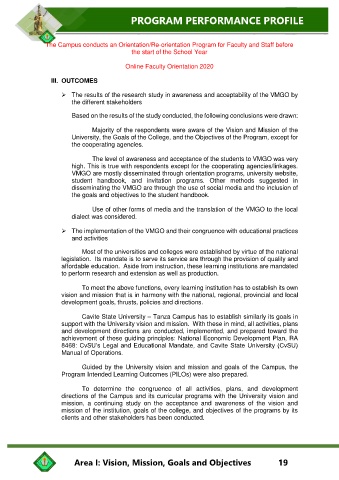 PROGRAM PERFORMANCE PROFILE
The Campus conducts an Orientation/Re-orientation Program for Faculty and Staff before
the start of the School Year
Online Faculty Orientation 2020
III. OUTCOMES
➢ The results of the research study in awareness and acceptability of the VMGO by
the different stakeholders
Based on the results of the study conducted, the following conclusions were drawn:
Majority of the respondents were aware of the Vision and Mission of the
University, the Goals of the College, and the Objectives of the Program, except for
the cooperating agencies.
The level of awareness and acceptance of the students to VMGO was very
high. This is true with respondents except for the cooperating agencies/linkages.
VMGO are mostly disseminated through orientation programs, university website,
student handbook, and invitation programs. Other methods suggested in
disseminating the VMGO are through the use of social media and the inclusion of
the goals and objectives to the student handbook.
Use of other forms of media and the translation of the VMGO to the local
dialect was considered.
➢ The implementation of the VMGO and their congruence with educational practices
and activities
Most of the universities and colleges were established by virtue of the national
legislation. Its mandate is to serve its service are through the provision of quality and
affordable education. Aside from instruction, these learning institutions are mandated
to perform research and extension as well as production.
To meet the above functions, every learning institution has to establish its own
vision and mission that is in harmony with the national, regional, provincial and local
development goals, thrusts, policies and directions.
Cavite State University – Tanza Campus has to establish similarly its goals in
support with the University vision and mission. With these in mind, all activities, plans
and development directions are conducted, implemented, and prepared toward the
achievement of these guiding principles: National Economic Development Plan, RA
8468: CvSU's Legal and Educational Mandate, and Cavite State University (CvSU)
Manual of Operations.
Guided by the University vision and mission and goals of the Campus, the
Program Intended Learning Outcomes (PILOs) were also prepared.
To determine the congruence of all activities, plans, and development
directions of the Campus and its curricular programs with the University vision and
mission, a continuing study on the acceptance and awareness of the vision and
mission of the institution, goals of the college, and objectives of the programs by its
clients and other stakeholders has been conducted.
Area I: Vision, Mission, Goals and Objectives 19